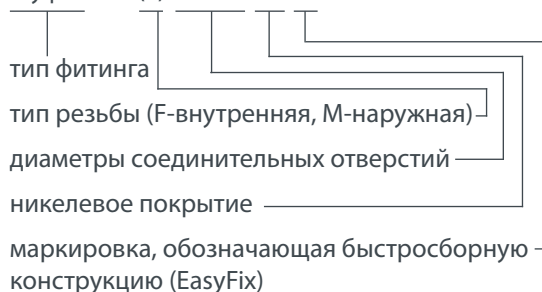 тип фитинга
тип резьбы (F-внутренняя, M-наружная)
диаметры соединительных отверстий
никелевое покрытие
маркировка, обозначающая быстросборную
конструкцию (EasyFix)